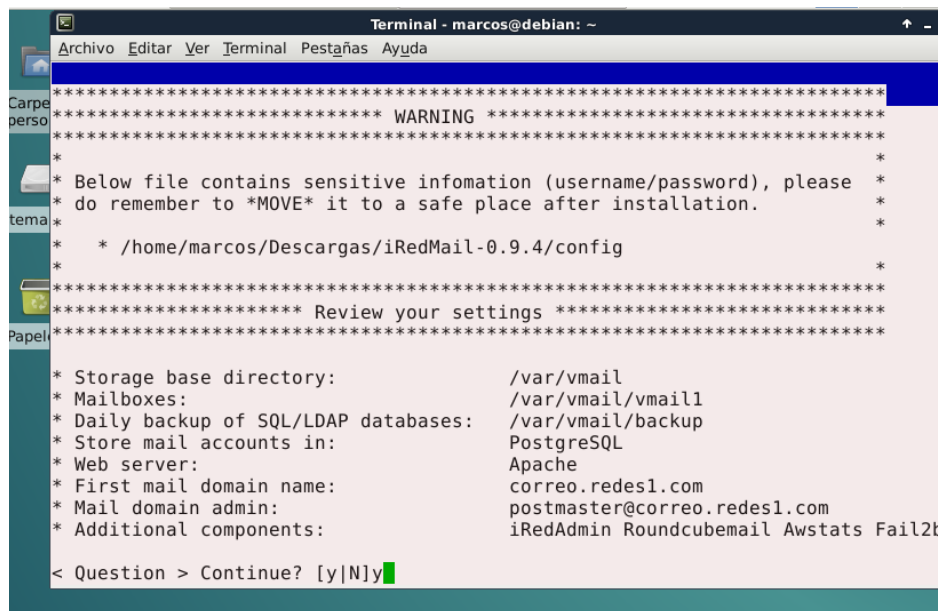 Terminal - marcos@debian: ~
Archivo Editar Ver Terminal Pestañas Ayuda
Carpe
perso
tema
Papel
*************************************************************************
***************************** WARNING ***********************************
*************************************************************************
* *
* Below file contains sensitive infomation (username/password), please *
* do remember to *MOVE* it to a safe place after installation. *
* *
* * /home/marcos/Descargas/iRedMail-0.9.4/config
* *
*************************************************************************
********************** Review your settings *****************************
*************************************************************************
* Storage base directory: /var/vmail
* Mailboxes: /var/vmail/vmail1
* Daily backup of SQL/LDAP databases: /var/vmail/backup
* Store mail accounts in: PostgreSQL
* Web server: Apache
* First mail domain name: correo.redes1.com
* Mail domain admin: postmaster@correo.redes1.com
* Additional components: iRedAdmin Roundcubemail Awstats Fail2b
< Question > Continue? [y|N]y